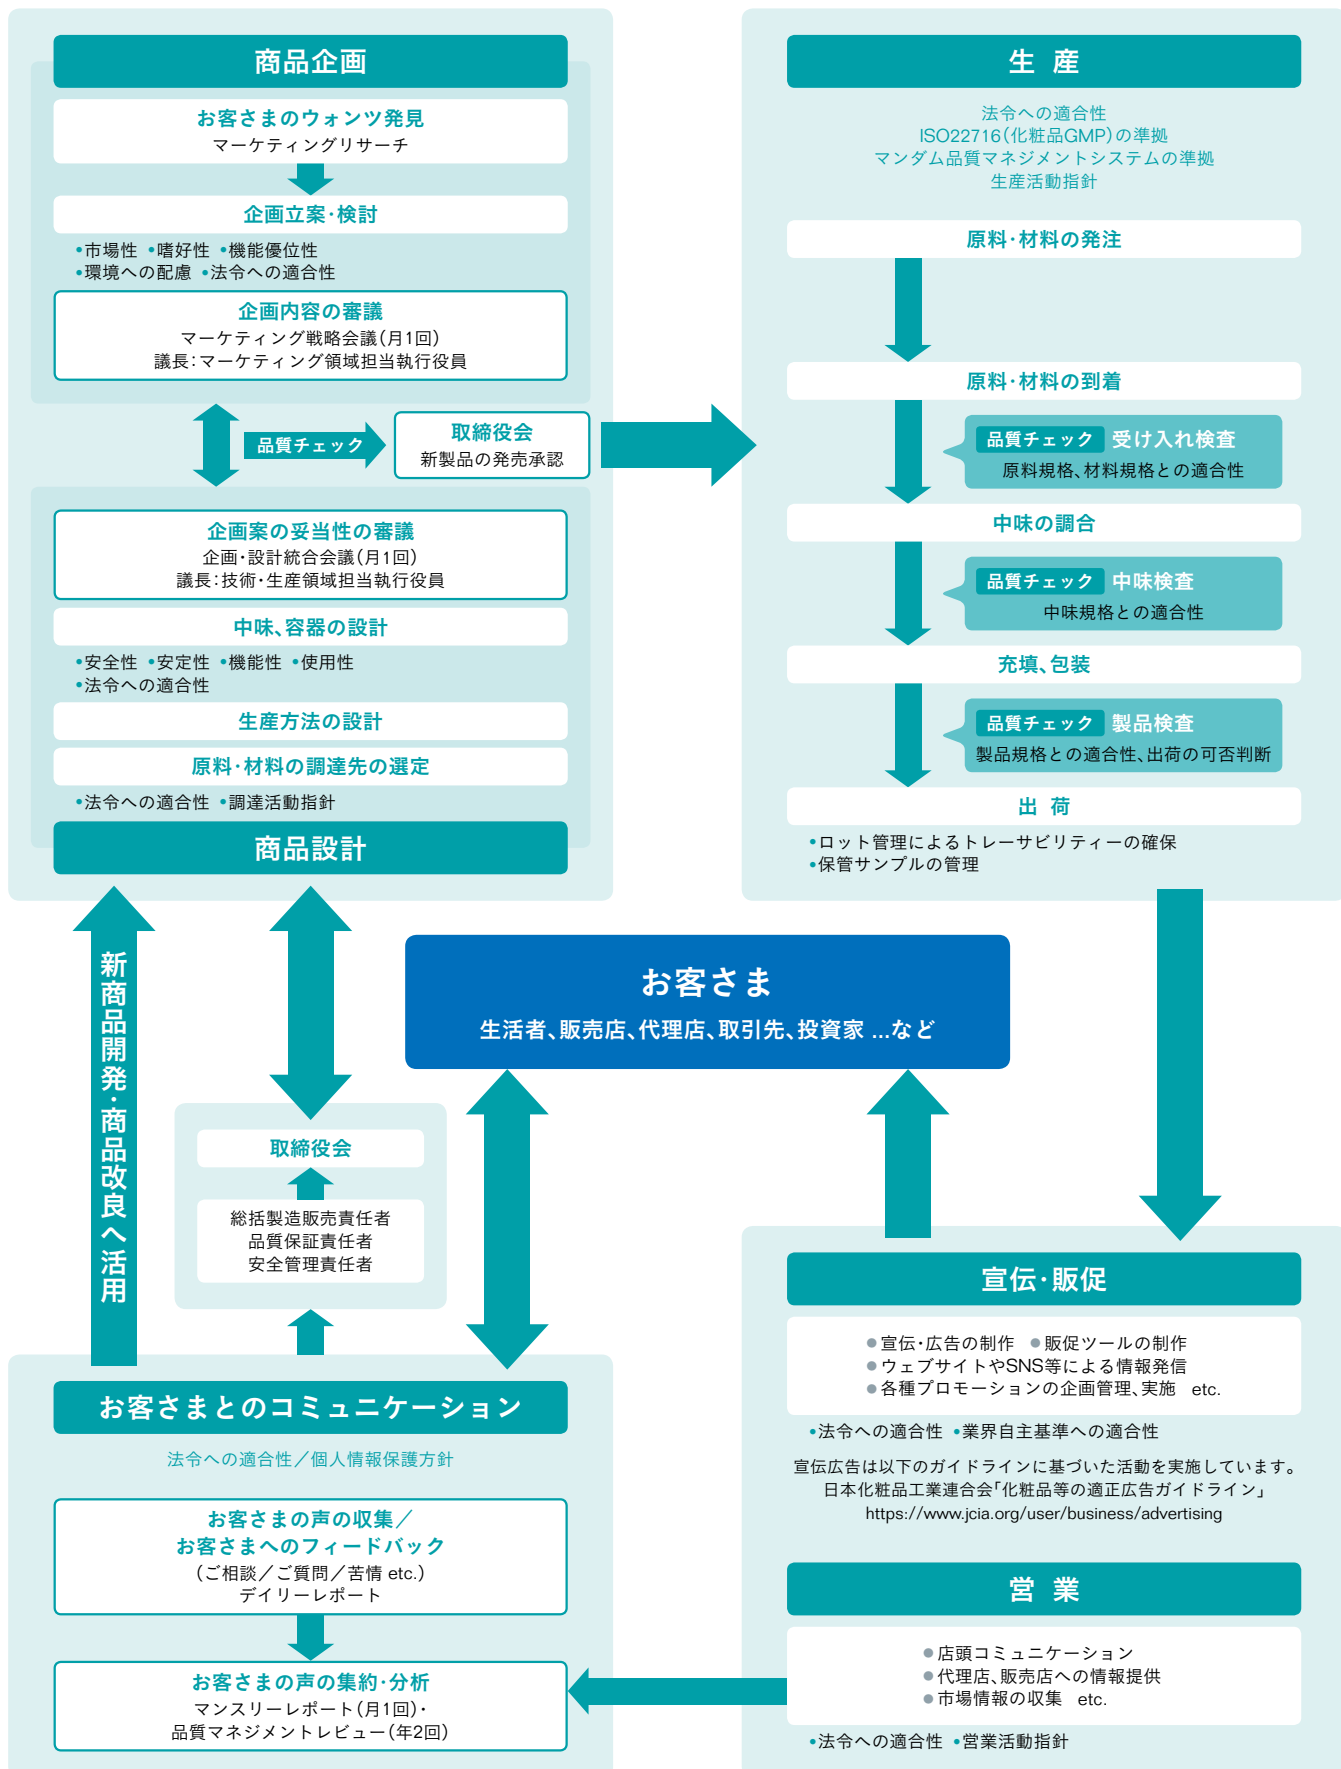 商品企画
お客さまのウォンツ発見
マーケティングリサーチ
企画立案・検討
•市場性 •嗜好性 •機能優位性
•環境への配慮 •法令への適合性
企画内容の審議
マーケティング戦略会議（月1回）
議長：マーケティング領域担当執行役員
品質チェック
取締役会
新製品の発売承認
企画案の妥当性の審議
企画・設計統合会議（月1回）
議長：技術・生産領域担当執行役員
中味、容器の設計
•安全性 •安定性 •機能性 •使用性
•法令への適合性
生産方法の設計
原料・材料の調達先の選定
•法令への適合性 •調達活動指針
商品設計
生 産
法令への適合性
ISO22716（化粧品GMP）の準拠
マンダム品質マネジメントシステムの準拠
生産活動指針
原料・材料の発注
原料・材料の到着
品質チェック 受け入れ検査
原料規格、材料規格との適合性
中味の調合
品質チェック 中味検査
中味規格との適合性
充填、包装
品質チェック 製品検査
製品規格との適合性、出荷の可否判断
出 荷
•ロット管理によるトレーサビリティーの確保
•保管サンプルの管理
新商品開発・商品改良へ活用
お客さま
生活者、販売店、代理店、取引先、投資家 ...など
取締役会
総括製造販売責任者
品質保証責任者
安全管理責任者
お客さまとのコミュニケーション
法令への適合性／個人情報保護方針
お客さまの声の収集／
お客さまへのフィードバック
（ご相談／ご質問／苦情 etc.）
デイリーレポート
お客さまの声の集約・分析
マンスリーレポート（月1回）・
品質マネジメントレビュー（年2回）
宣伝・販促
●宣伝・広告の制作 ●販促ツールの制作
●ウェブサイトやSNS等による情報発信
●各種プロモーションの企画管理、実施 etc.
•法令への適合性 •業界自主基準への適合性
宣伝広告は以下のガイドラインに基づいた活動を実施しています。
日本化粧品工業連合会「化粧品等の適正広告ガイドライン」
https://www.jcia.org/user/business/advertising
営 業
●店頭コミュニケーション
●代理店、販売店への情報提供
●市場情報の収集 etc.
•法令への適合性 •営業活動指針